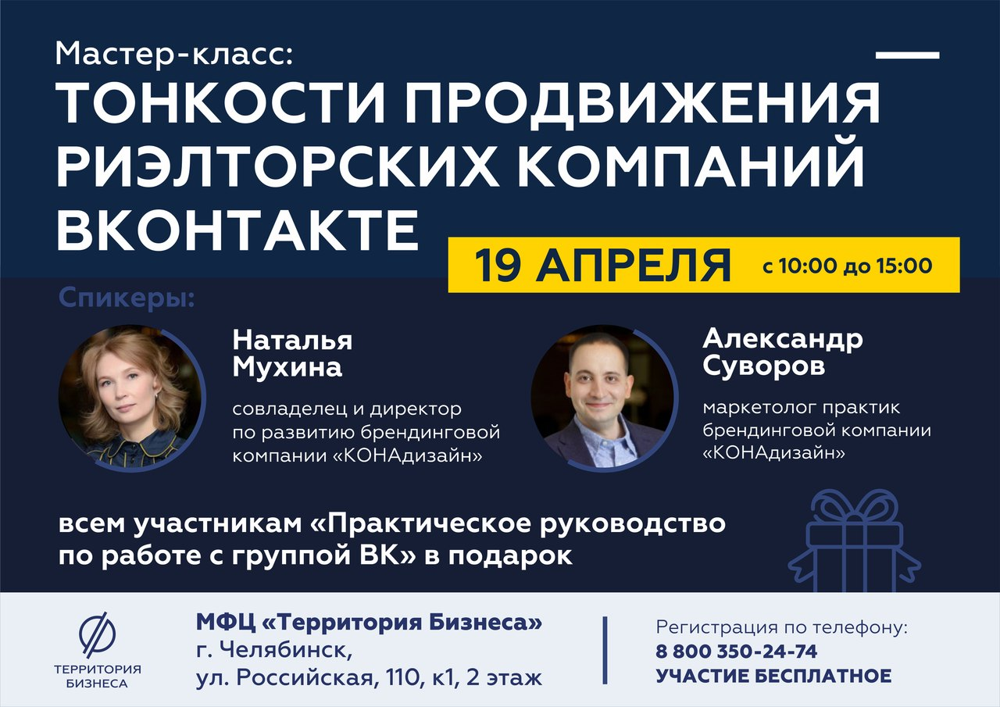 Мастер-класс:
ТОНКОСТИ ПРОДВИЖЕНИЯ
РИЭЛТОРСКИХ КОМПАНИЙ
ВКОНТАКТЕ
19 АПРЕЛЯ с 10:00 до 15:00
Спикеры:
Наталья
Мухина
совладелец и директор
по развитию брендинговой
компании «КОНАдизайн»
Александр
Суворов
маркетолог практик
брендинговой компании
«КОНАдизайн»
всем участникам «Практическое руководство
по работе с группой ВК» в подарок
ТЕРРИТОРИЯ
БИЗНЕСА
МФЦ «Территория Бизнеса»
г. Челябинск,
ул. Российская, 110, к1, 2 этаж
Регистрация по телефону:
8 800 350-24-74
УЧАСТИЕ БЕСПЛАТНОЕ